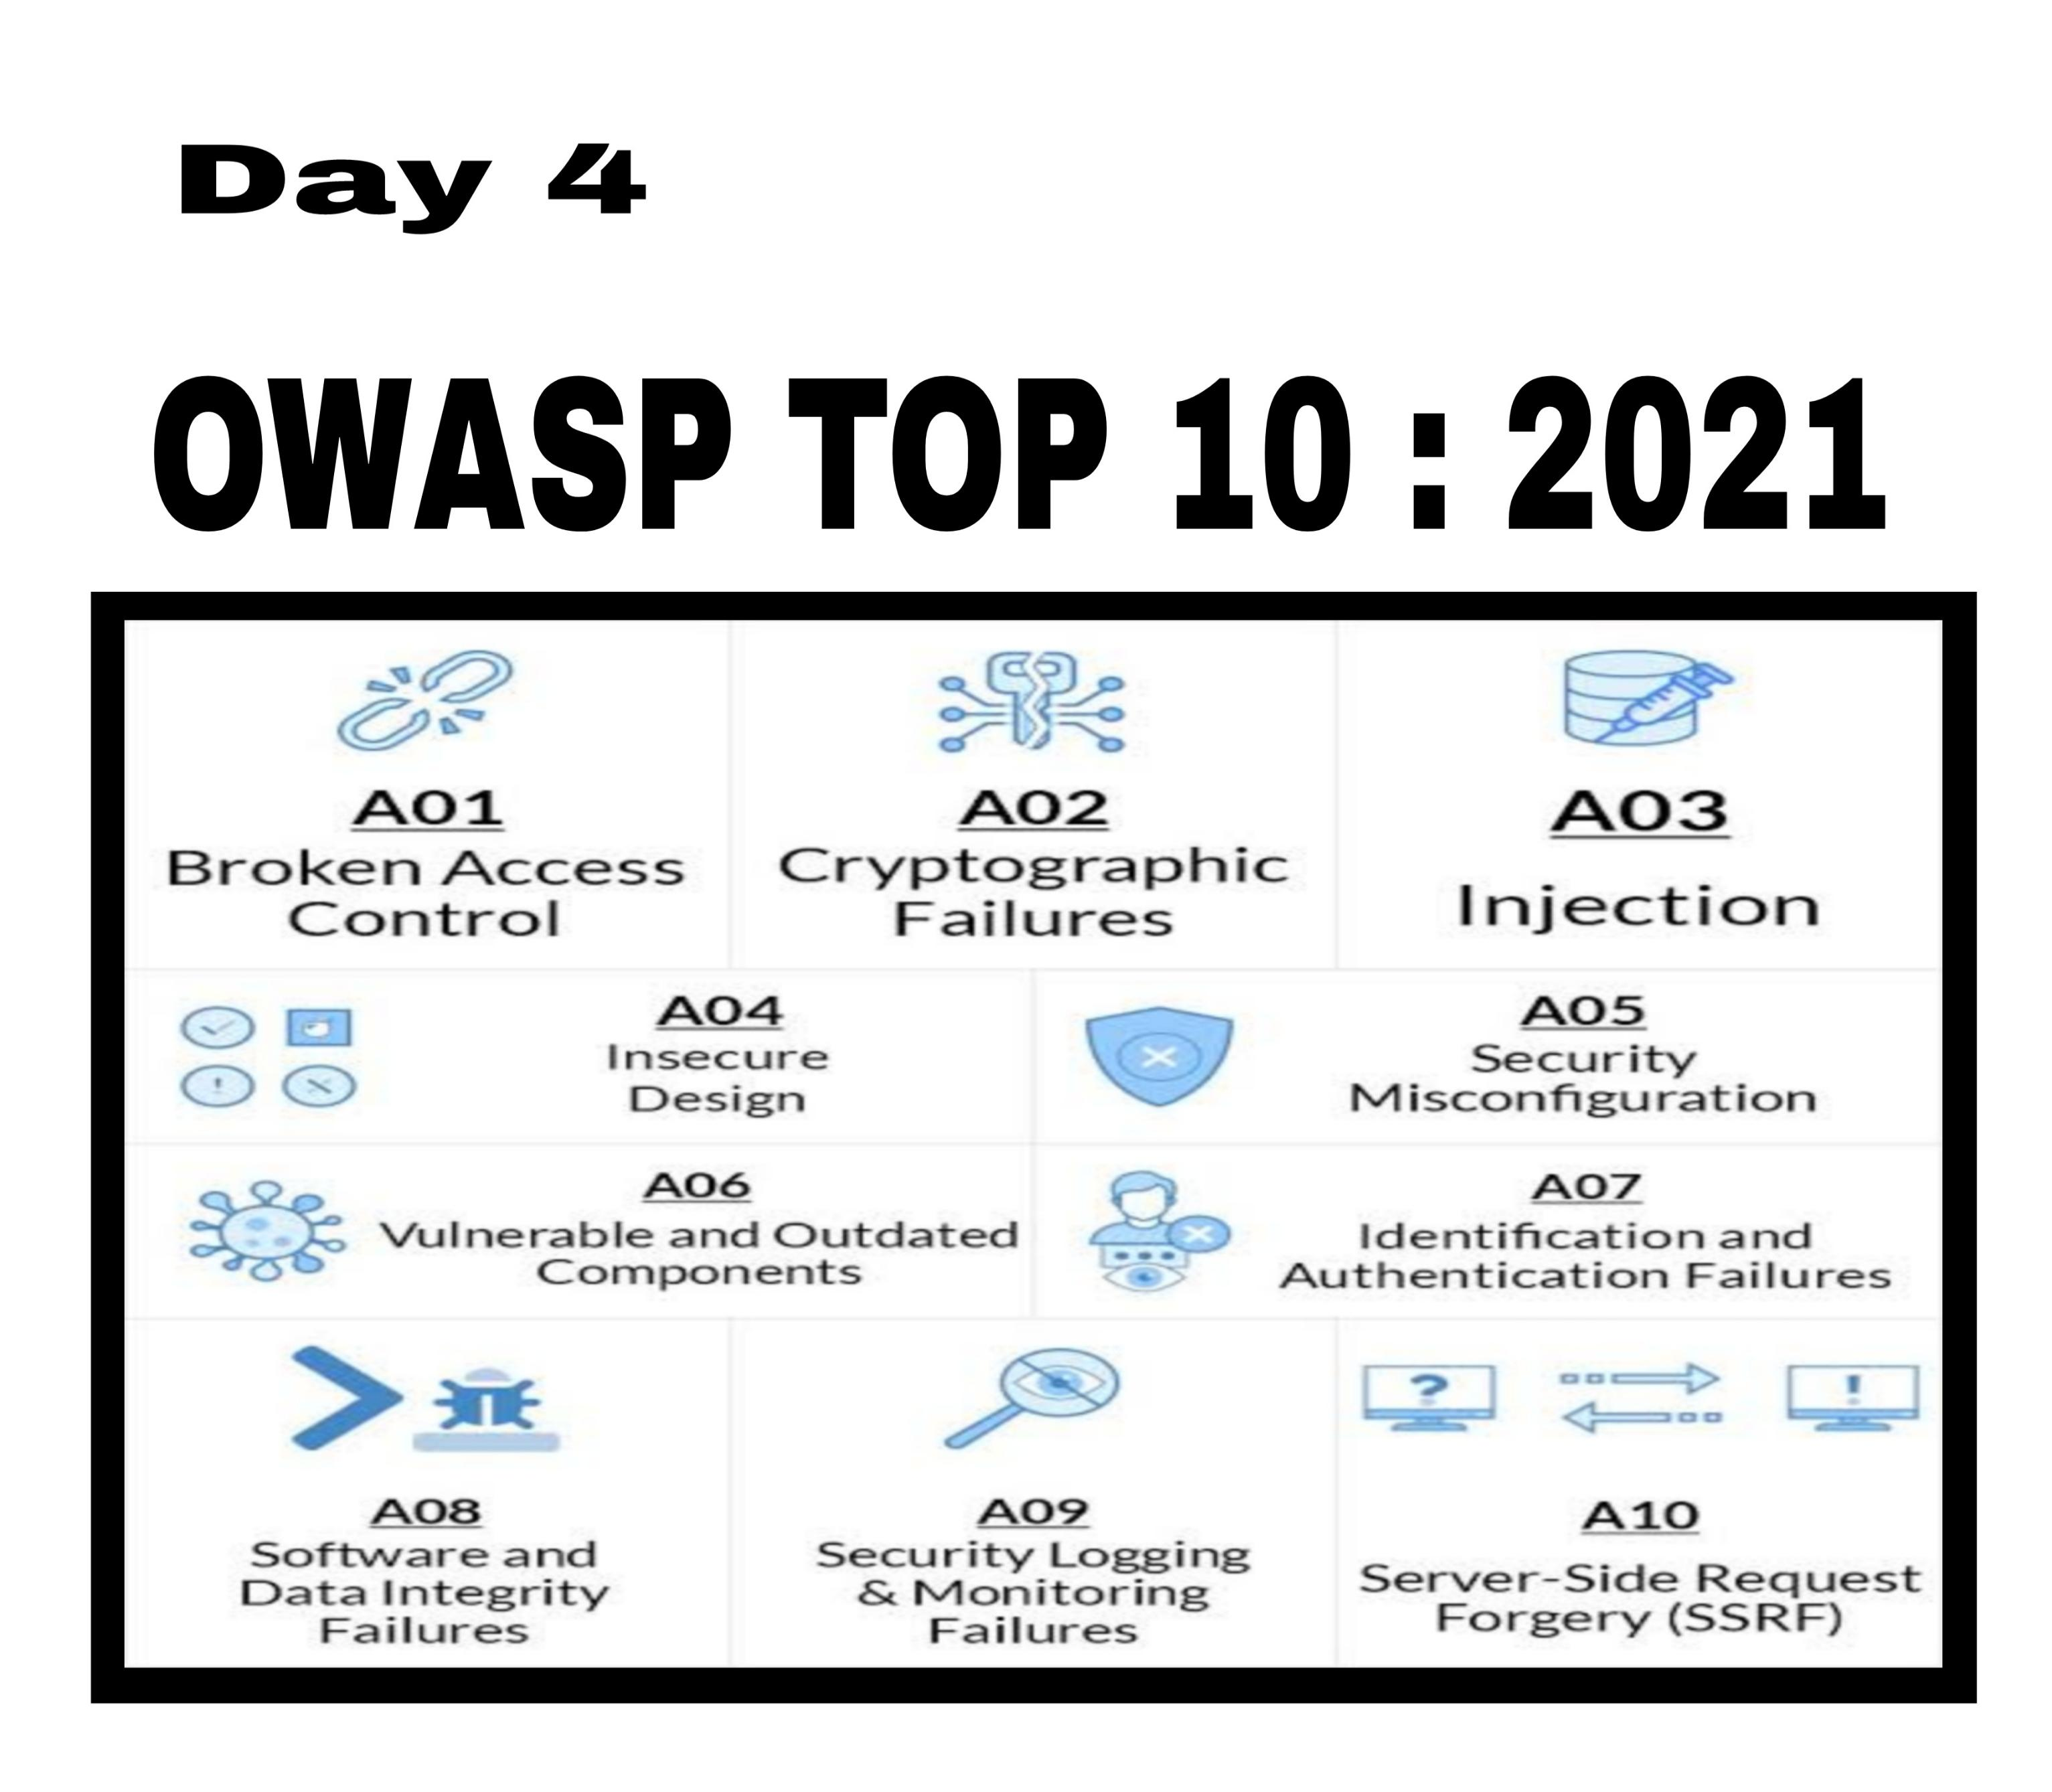 Day 4
OWASP TOP 10 : 2021
A01
Broken Access
Control
A02
Cryptographic
Failures
A03
Injection
A04
Insecure
Design
A05
Security
Misconfiguration
A06
Vulnerable and Outdated
Components
A07
Identification and
Authentication Failures
A08
Software and
Data Integrity
Failures
A09
Security Logging
& Monitoring
Failures
?
!
A10
Server-Side Request
Forgery (SSRF)